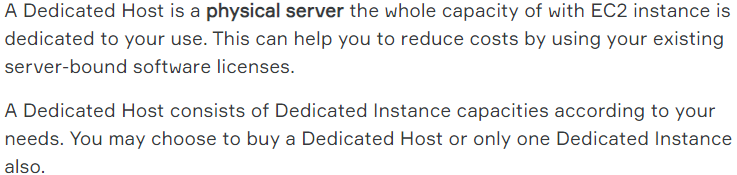 A Dedicated Host is a physical server the whole capacity of with EC2 instance is
dedicated to your use. This can help you to reduce costs by using your existing
server-bound software licenses.
A Dedicated Host consists of Dedicated Instance capacities according to your
needs. You may choose to buy a Dedicated Host or only one Dedicated Instance
also.